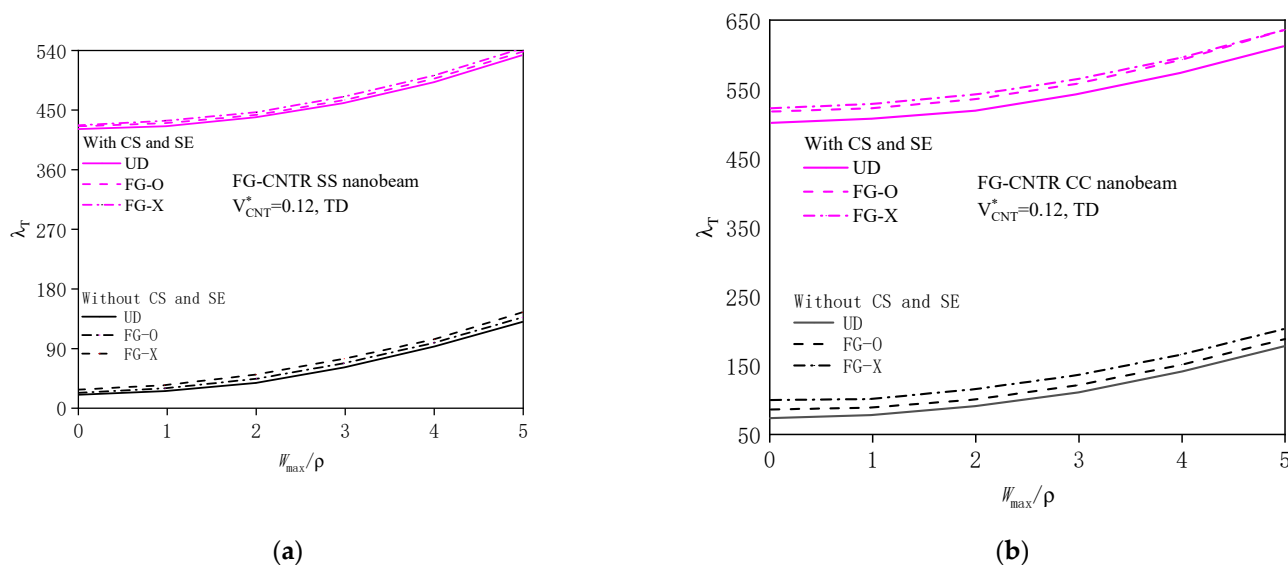 540
450
360
270
180
90
0
λT
With CS and SE
UD
FG-O
FG-X
FG-CNTR SS nanobeam
V*CNT=0.12, TD
Without CS and SE
UD
FG-O
FG-X
0 1 2 3 4 5
Wmax/ρ
(a)
650
550
450
350
250
150
50
λT
With CS and SE
UD
FG-O
FG-X
FG-CNTR CC nanobeam
V*CNT=0.12, TD
Without CS and SE
UD
FG-O
FG-X
0 1 2 3 4 5
Wmax/ρ
(b)